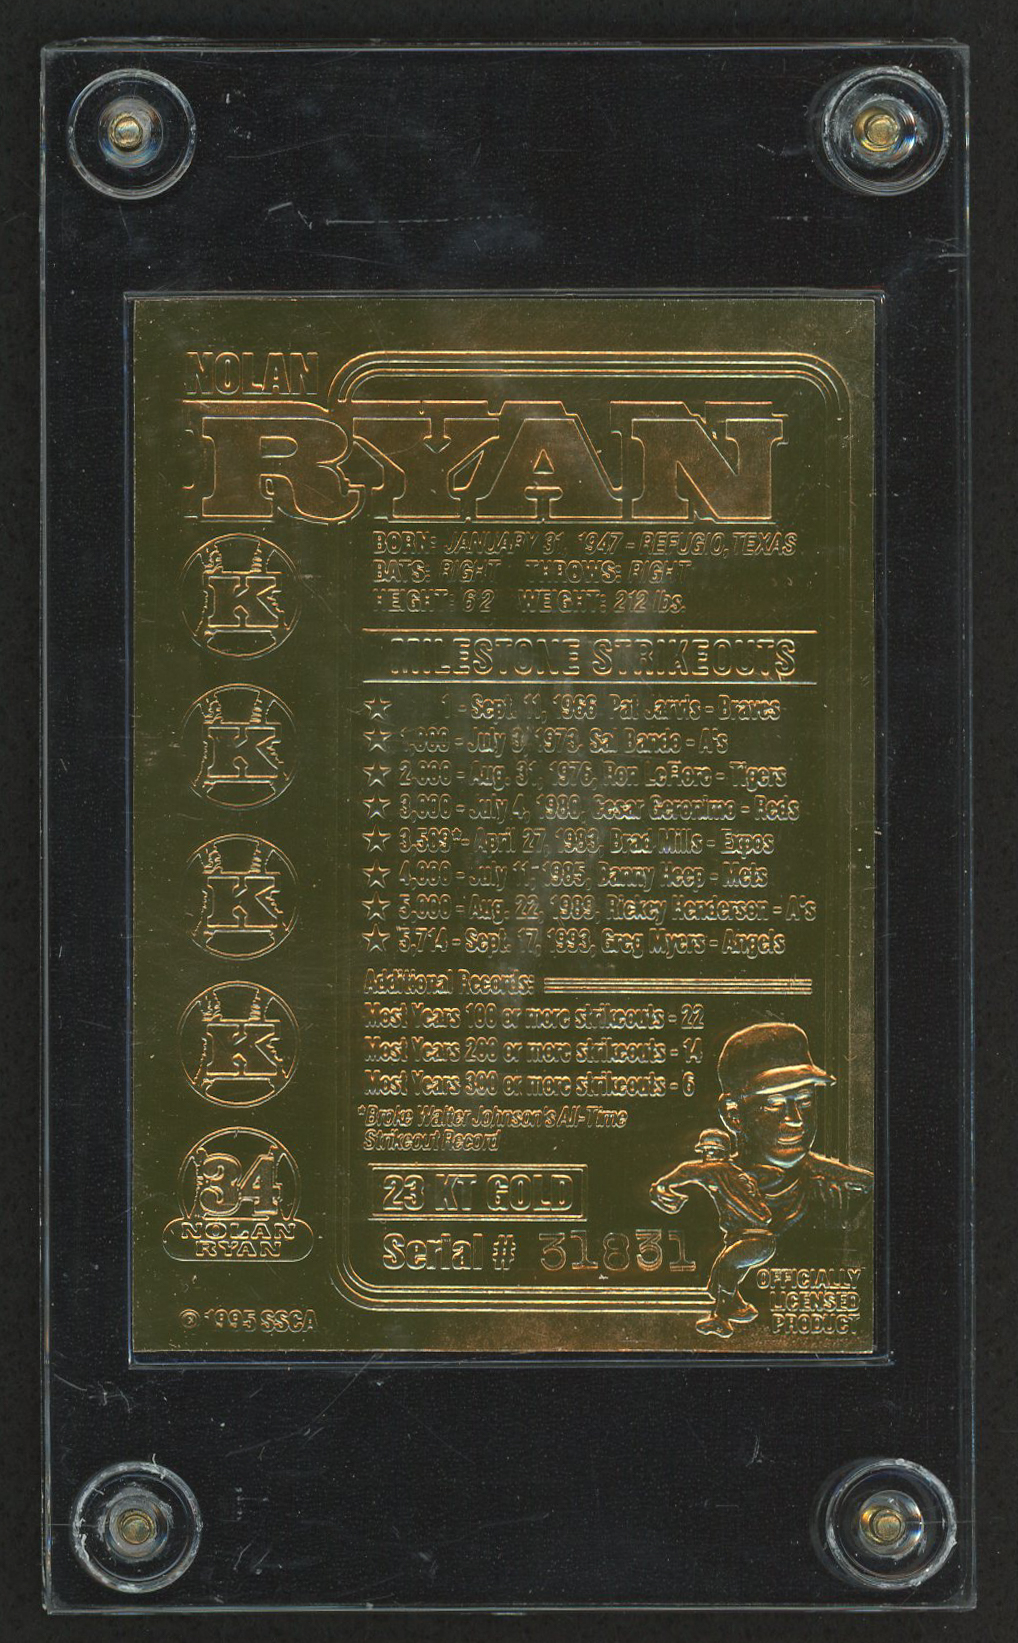 NOLAN
RYAN
BORN: JANUARY 31, 1947 - REFUGIO, TEXAS
BATS: RIGHT THROWS: RIGHT
HEIGHT: 6'2 WEIGHT: 212 lbs.
MILESTONE STRIKEOUTS
1 - Sept. 11, 1966, Pat Jarvis - Braves
1,000 - July 3, 1973, Sal Bando - A's
2,000 - Aug. 31, 1976, Ron LeFlore - Tigers
3,000 - July 4, 1980, Cesar Geronimo - Reds
3,509*- April 27, 1983, Brad Mills - Expos
4,000 - July 11, 1985, Danny Heep - Mets
5,000 - Aug. 22, 1989, Rickey Henderson - A's
5,714 - Sept. 17, 1993, Greg Myers - Angels
Additional Records:
Most Years 100 or more strikeouts - 22
Most Years 200 or more strikeouts - 14
Most Years 300 or more strikeouts - 6
*Broke Walter Johnson's All-Time
Strikeout Record
23 KT GOLD
Serial # 31831
K
K
K
K
34
NOLAN
RYAN
© 1995 SSCA
OFFICIALLY
LICENSED
PRODUCT